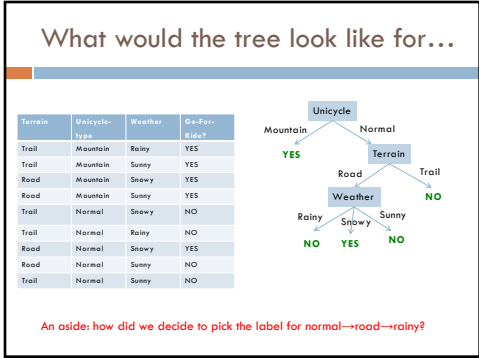 What would the tree look like for…
Terrain Unicycle-type Weather Go-For-Ride?
Trail Mountain Rainy YES
Trail Mountain Sunny YES
Road Mountain Snowy YES
Road Mountain Sunny YES
Trail Normal Snowy NO
Trail Normal Rainy NO
Road Normal Snowy YES
Road Normal Sunny NO
Trail Normal Sunny NO
Unicycle
Mountain Normal
YES Terrain
Road Trail
Weather NO
Rainy Snowy Sunny
NO YES NO
An aside: how did we decide to pick the label for normal→road→rainy?